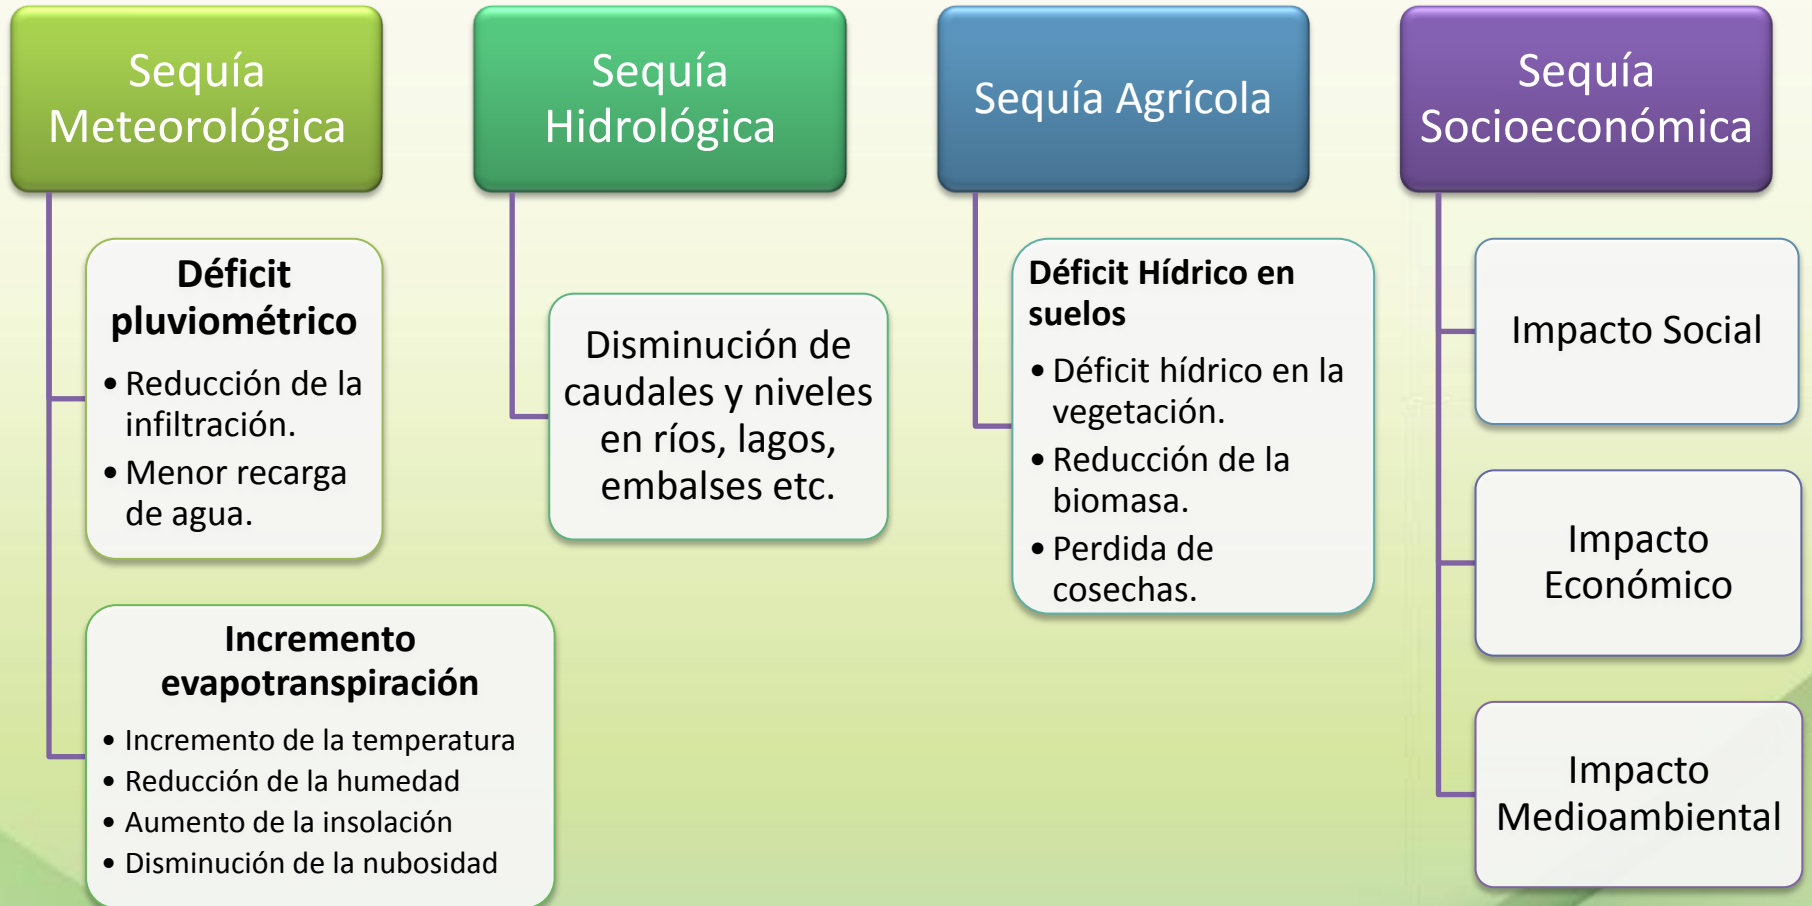 Sequía
Meteorológica
Déficit
pluviométrico
• Reducción de la
infiltración.
• Menor recarga
de agua.
Incremento
evapotranspiración
• Incremento de la temperatura
• Reducción de la humedad
• Aumento de la insolación
• Disminución de la nubosidad
Sequía
Hidrológica
Disminución de
caudales y niveles
en ríos, lagos,
embalses etc.
Sequía Agrícola
Déficit Hídrico en
suelos
• Déficit hídrico en la
vegetación.
• Reducción de la
biomasa.
• Perdida de
cosechas.
Sequía
Socioeconómica
Impacto Social
Impacto
Económico
Impacto
Medioambiental